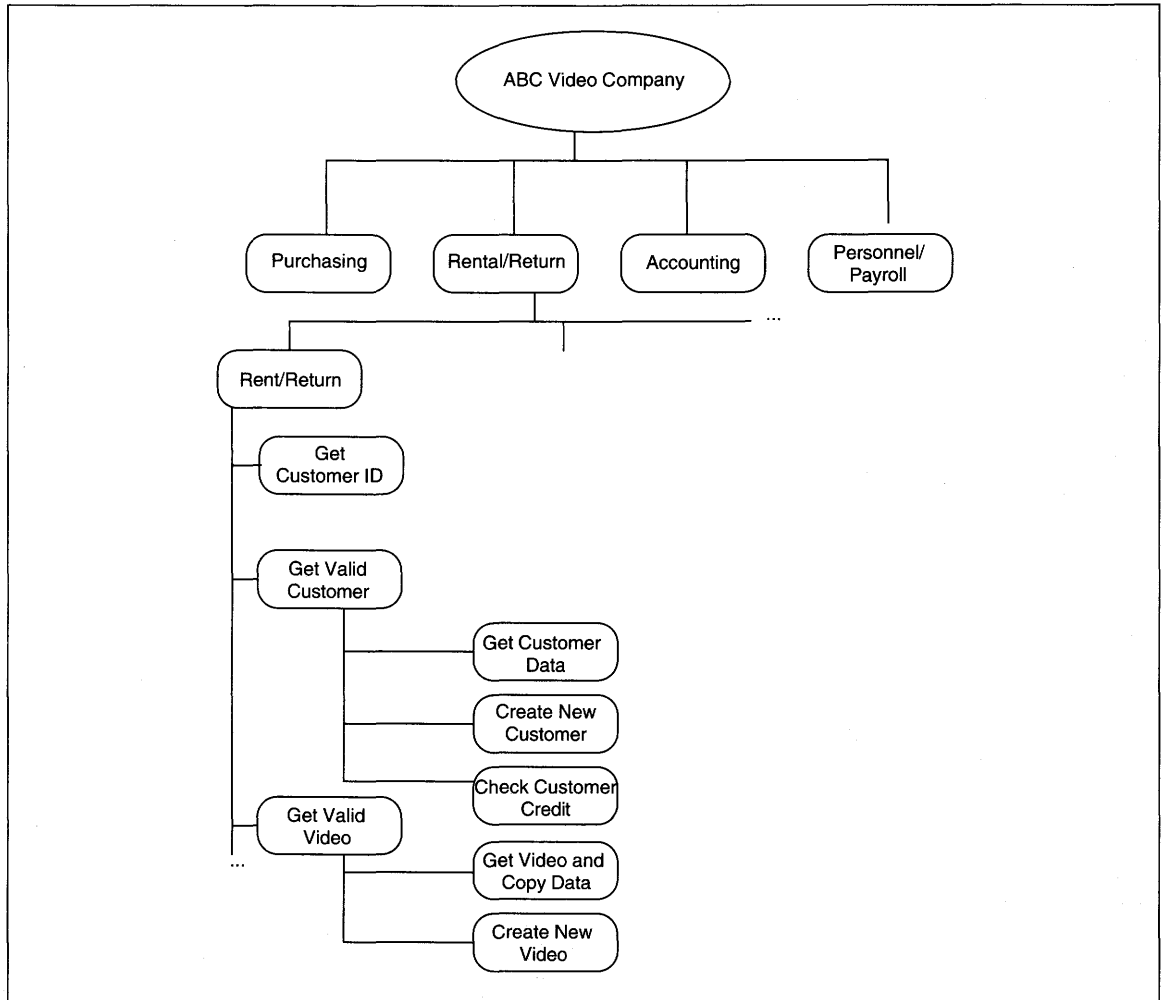 ABC Video Company
Purchasing
Rental/Return
Accounting
Personnel/
Payroll
...
Rent/Return
Get
Customer ID
Get Valid
Customer
Get Customer
Data
Create New
Customer
Check Customer
Credit
Get Valid
Video
...
Get Video and
Copy Data
Create New
Video